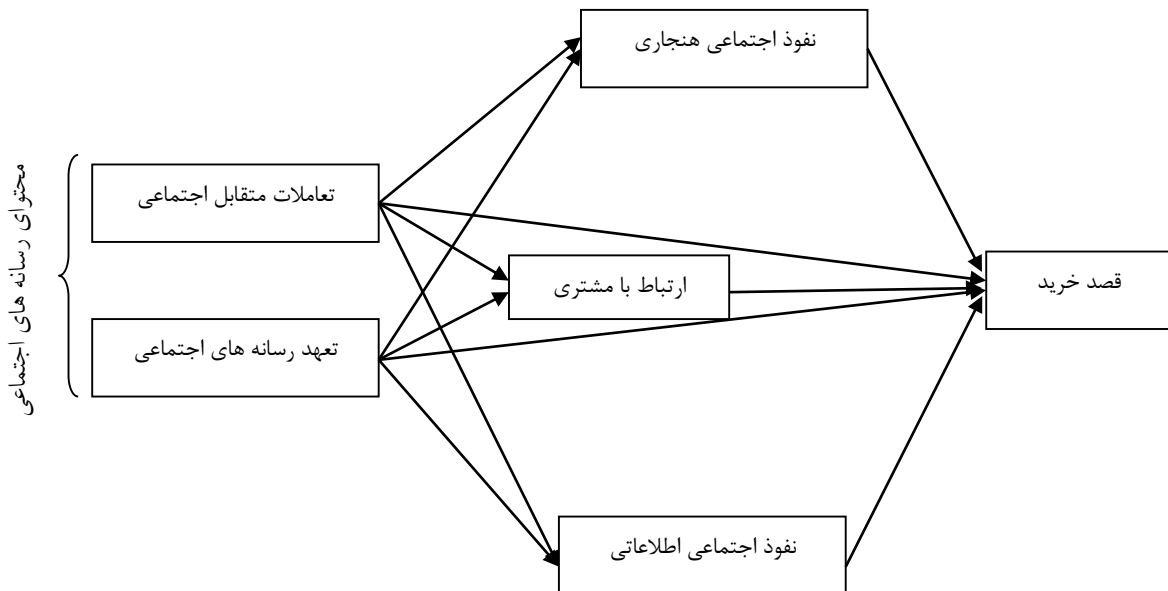 نفوذ اجتماعی هنجاری
محتوای رسانه های اجتماعی
تعاملات متقابل اجتماعی
ارتباط با مشتری
قصد خرید
تعهد رسانه های اجتماعی
نفوذ اجتماعی اطلاعاتی